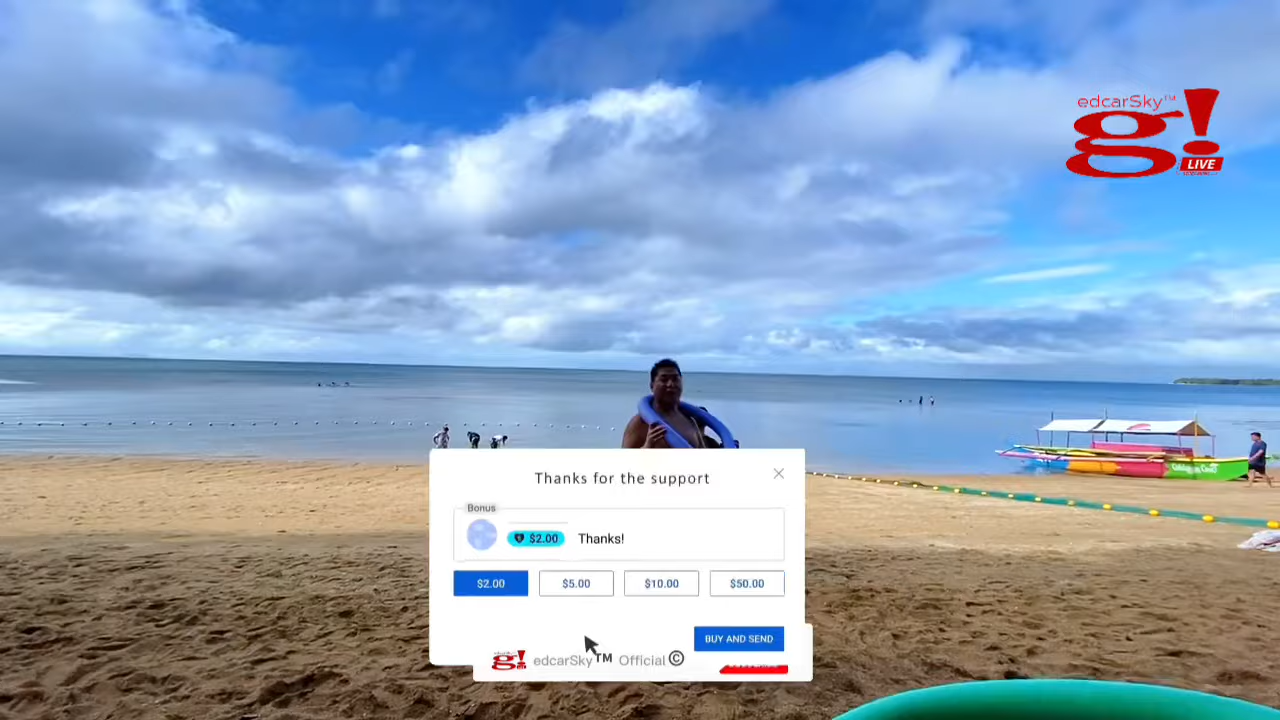 edcarSky™
g!
LIVE
Thanks for the support
Bonus
$2.00 Thanks!
$2.00 $5.00 $10.00 $50.00
BUY AND SEND
g! edcarSky™ Official ©